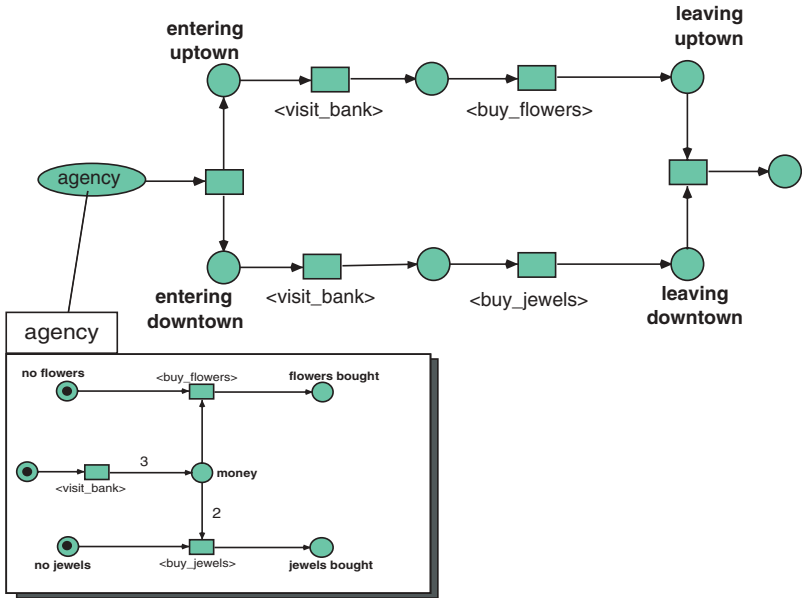 entering
uptown
leaving
uptown
<visit_bank>
<buy_flowers>
agency
entering
downtown
<visit_bank>
<buy_jewels>
leaving
downtown
agency
no flowers
<buy_flowers>
flowers bought
3
money
<visit_bank>
2
no jewels
<buy_jewels>
jewels bought